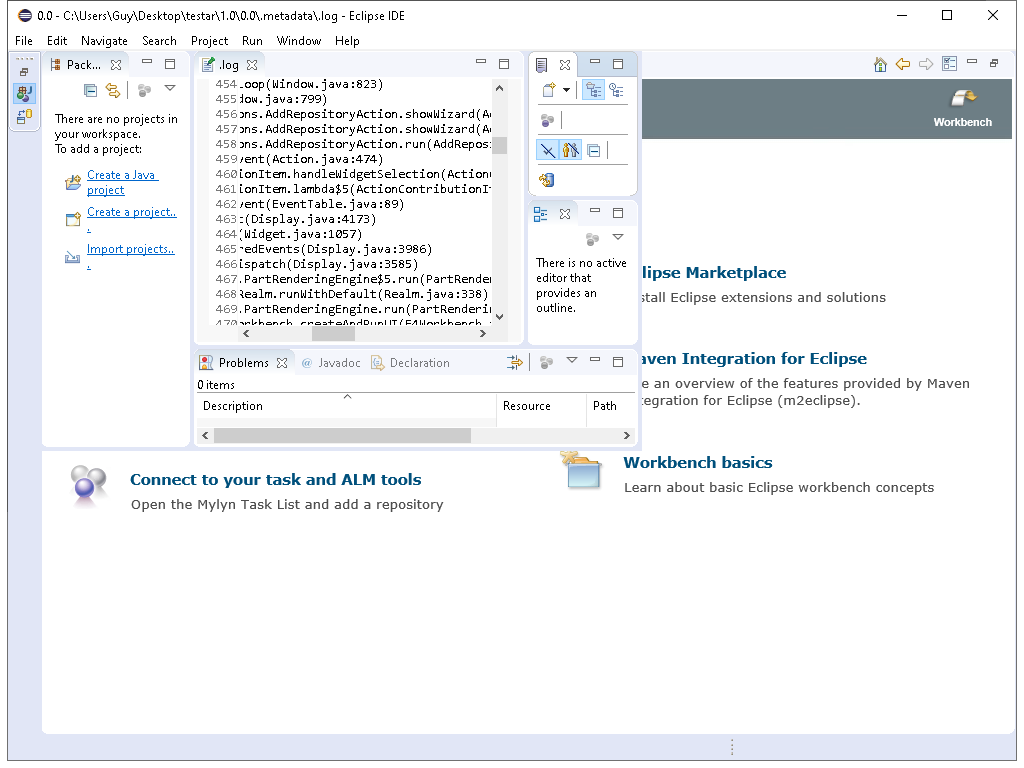 0.0 - C:\Users\Guy\Desktop\testar\1.0\0.0\.metadata\.log - Eclipse IDE
File Edit Navigate Search Project Run Window Help
Pack...
There are no projects in
your workspace.
To add a project:
Create a Java
project
Create a project..
.
Import projects..
.
.log
454 .oop(Window.java:823)
455 dow.java:799)
456 ons.AddRepositoryAction.showWizard(A
457 ons.AddRepositoryAction.showWizard(A
458 ons.AddRepositoryAction.run(AddRepos
459 vent(Action.java:474)
460 ionItem.handleWidgetSelection(Action
461 ionItem.lambda$5(ActionContributionI
462 vent(EventTable.java:89)
463 t(Display.java:4173)
464 (Widget.java:1057)
465 redEvents(Display.java:3986)
466 ispatch(Display.java:3585)
467 .PartRenderingEngine$5.run(PartRende
468 Realm.runWithDefault(Realm.java:338)
469 .PartRenderingEngine.run(PartRenderi
470 orkbench.createAndRunUI(E4Workbench.
There is no active
editor that
provides an
outline.
Problems @ Javadoc Declaration
0 items
Description Resource Path
Workbench
lipse Marketplace
stall Eclipse extensions and solutions
aven Integration for Eclipse
e an overview of the features provided by Maven
tegration for Eclipse (m2eclipse).
Connect to your task and ALM tools
Open the Mylyn Task List and add a repository
Workbench basics
Learn about basic Eclipse workbench concepts